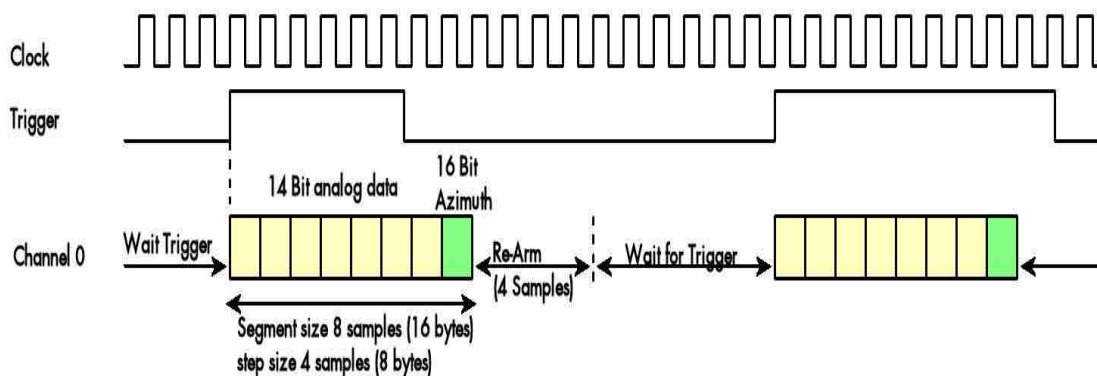 Clock
Trigger
16 Bit
14 Bit analog data
Azimuth
Channel 0
Wait Trigger
Re-Arm
(4 Samples)
Wait for Trigger
Segment size 8 samples (16 bytes)
step size 4 samples (8 bytes)